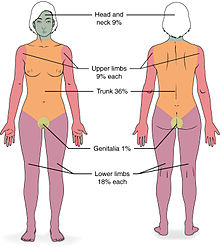 Head and
neck 9%
Upper limbs
9% each
Trunk 36%
Genitalia 1%
Lower limbs
18% each